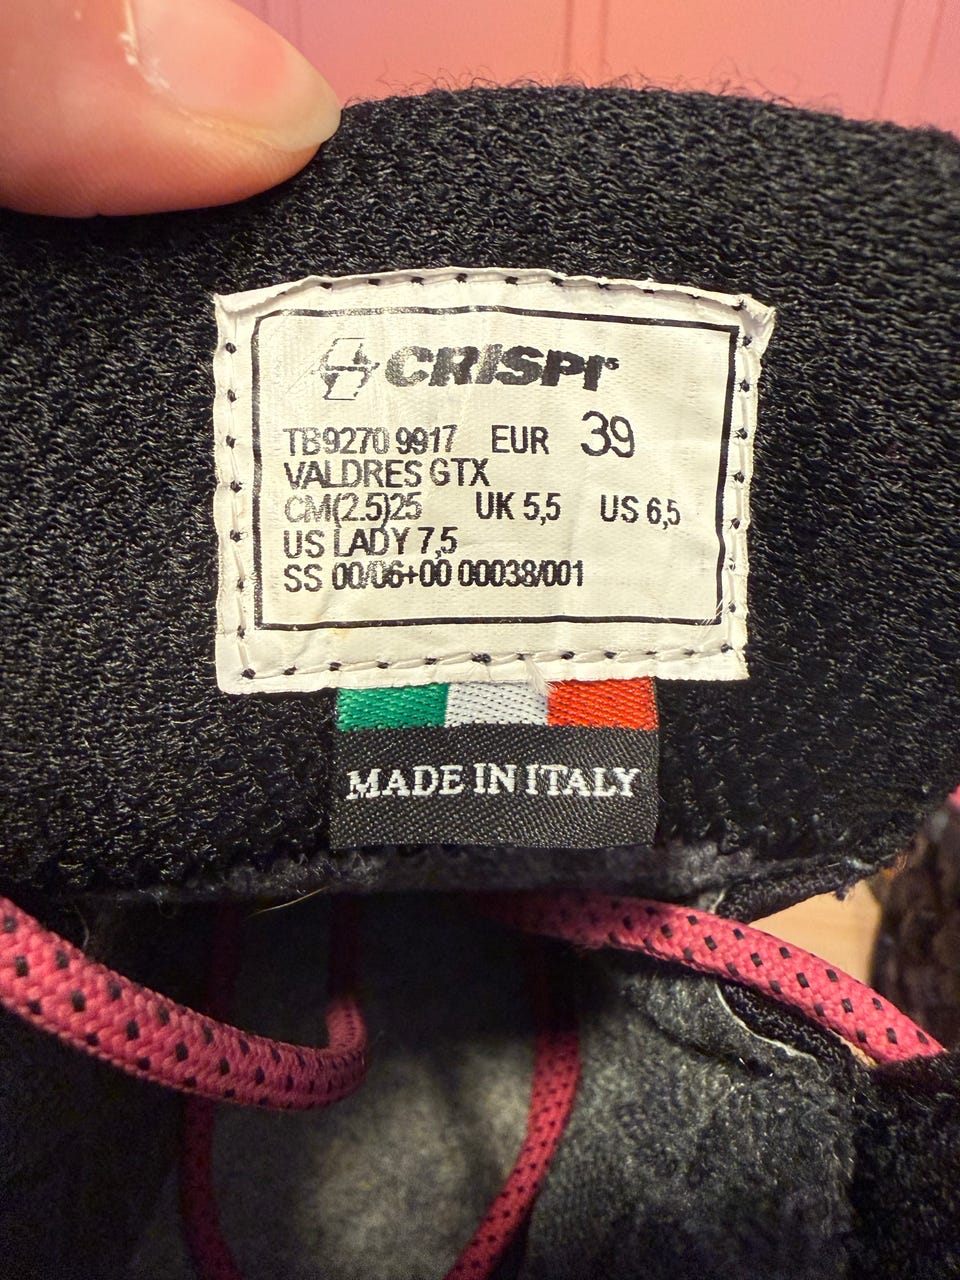 CRISPI®
TB9270 9917 EUR 39
VALDRES GTX
CM(2.5)25 UK 5,5 US 6,5
US LADY 7,5
SS 00/06+00 00038/001
MADE IN ITALY